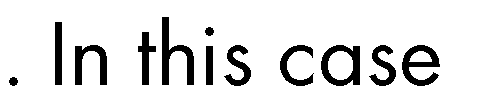 . In this case